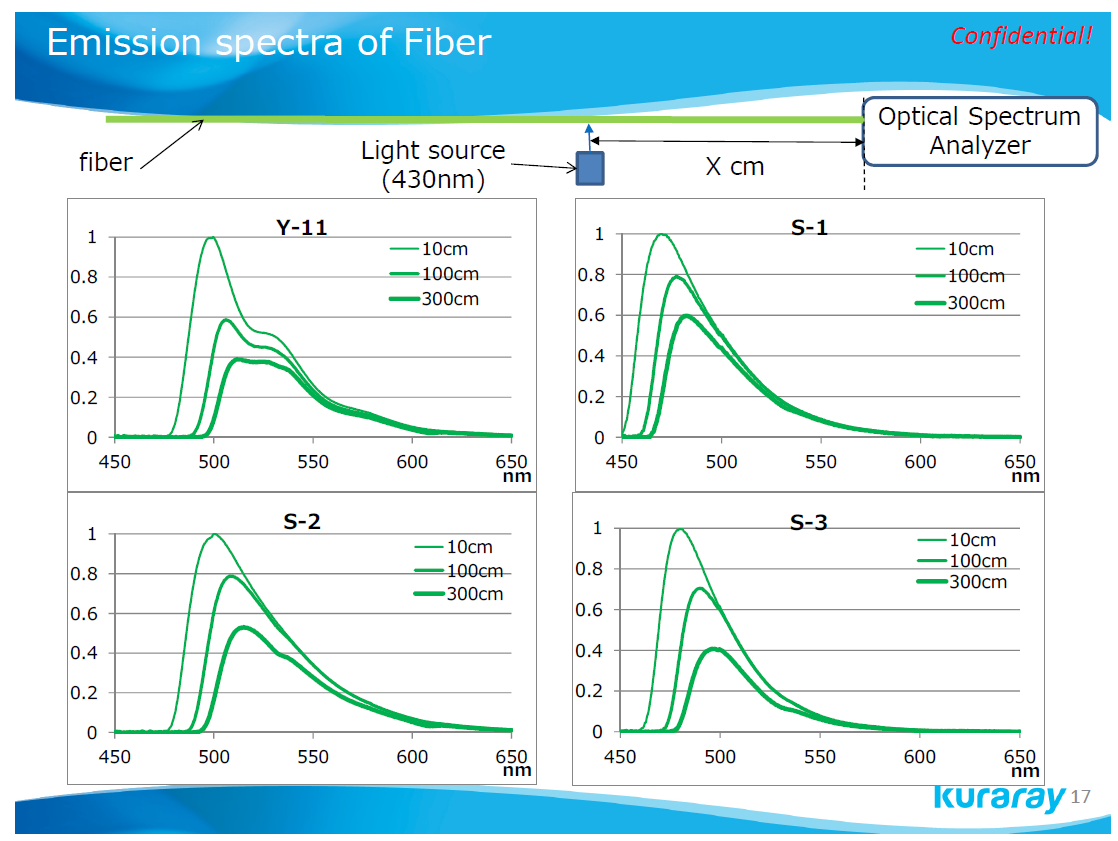 Emission spectra of Fiber
Confidential!
Optical Spectrum
Analyzer
fiber
Light source
(430nm)
X cm
Y-11
10cm
100cm
300cm
1
0.8
0.6
0.4
0.2
0
450 500 550 600 650
nm
S-1
10cm
100cm
300cm
1
0.8
0.6
0.4
0.2
0
450 500 550 600 650
nm
S-2
10cm
100cm
300cm
1
0.8
0.6
0.4
0.2
0
450 500 550 600 650
nm
S-3
10cm
100cm
300cm
1
0.8
0.6
0.4
0.2
0
450 500 550 600 650
nm
kuraray 17